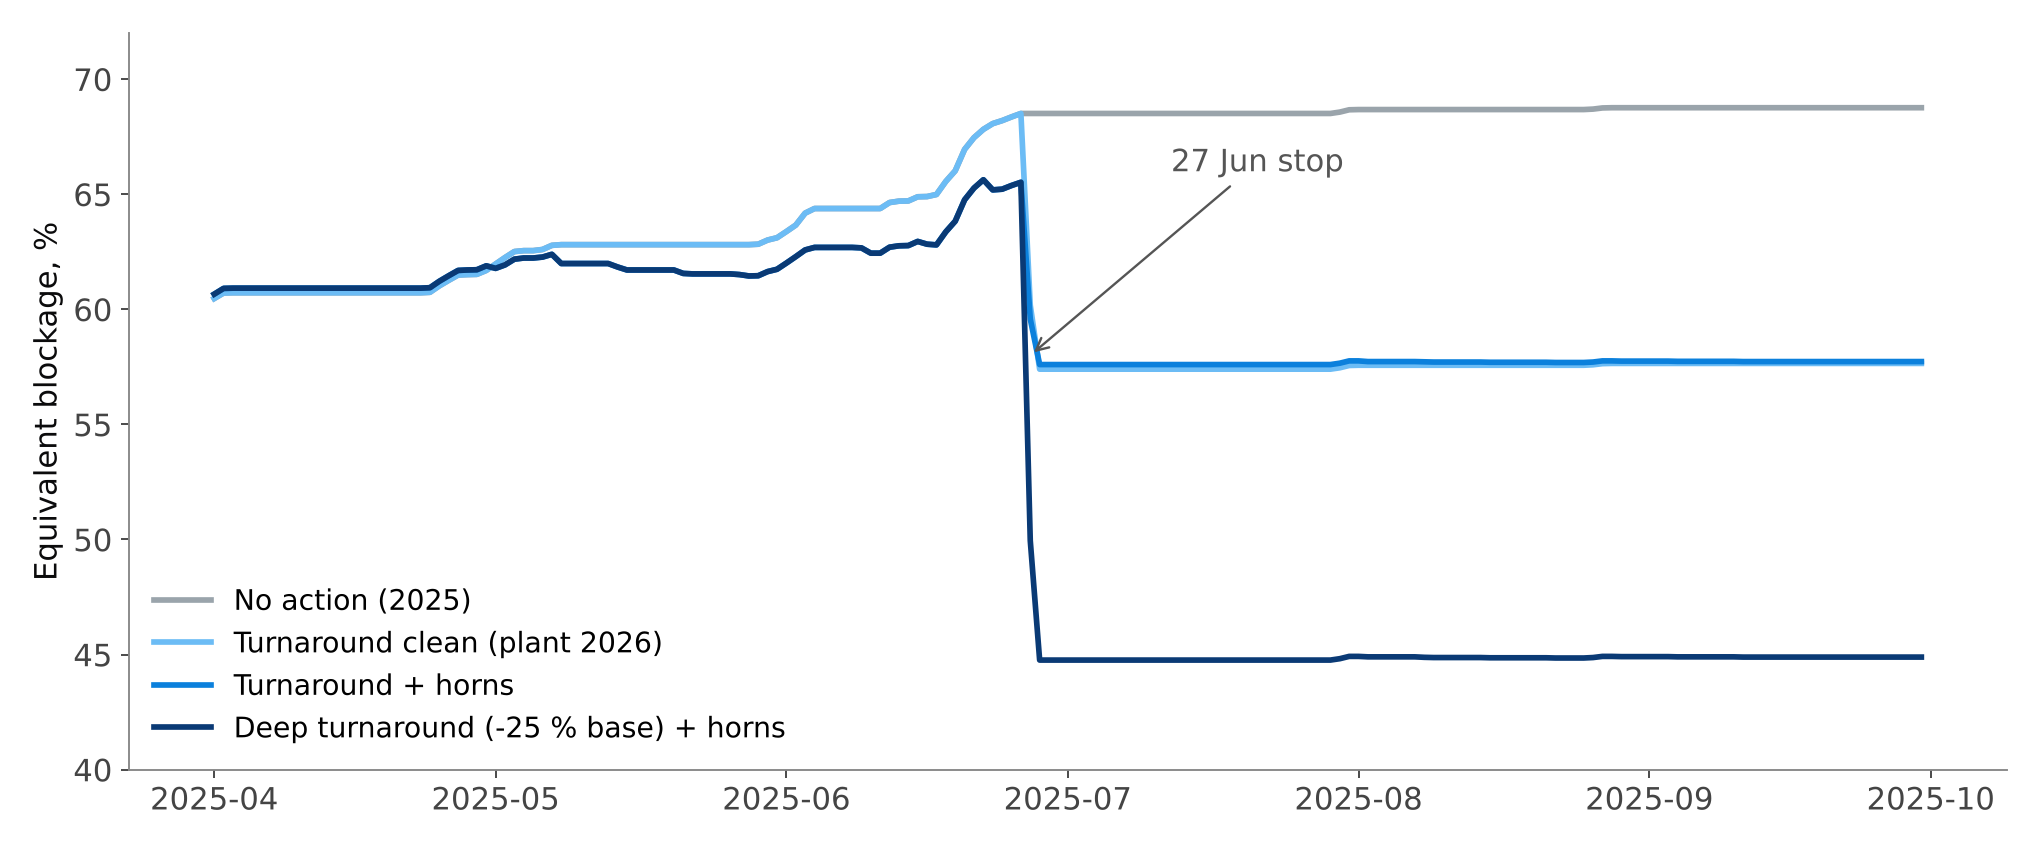 Equivalent blockage, %
70
65
60
55
50
45
40
27 Jun stop
No action (2025)
Turnaround clean (plant 2026)
Turnaround + horns
Deep turnaround (-25 % base) + horns
2025-04 2025-05 2025-06 2025-07 2025-08 2025-09 2025-10